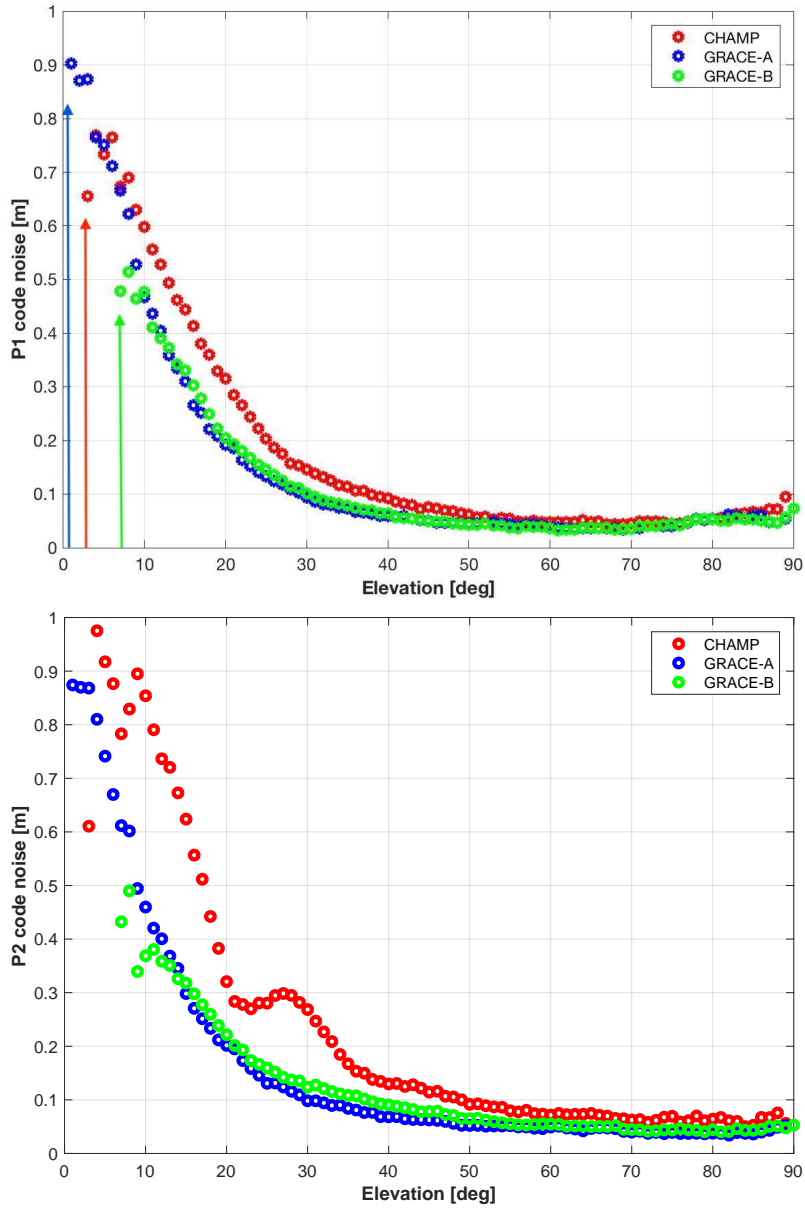 1
0.9
0.8
0.7
0.6
0.5
0.4
0.3
0.2
0.1
0
P1 code noise [m]
CHAMP
GRACE-A
GRACE-B
0 10 20 30 40 50 60 70 80 90
Elevation [deg]
1
0.9
0.8
0.7
0.6
0.5
0.4
0.3
0.2
0.1
0
P2 code noise [m]
CHAMP
GRACE-A
GRACE-B
0 10 20 30 40 50 60 70 80 90
Elevation [deg]